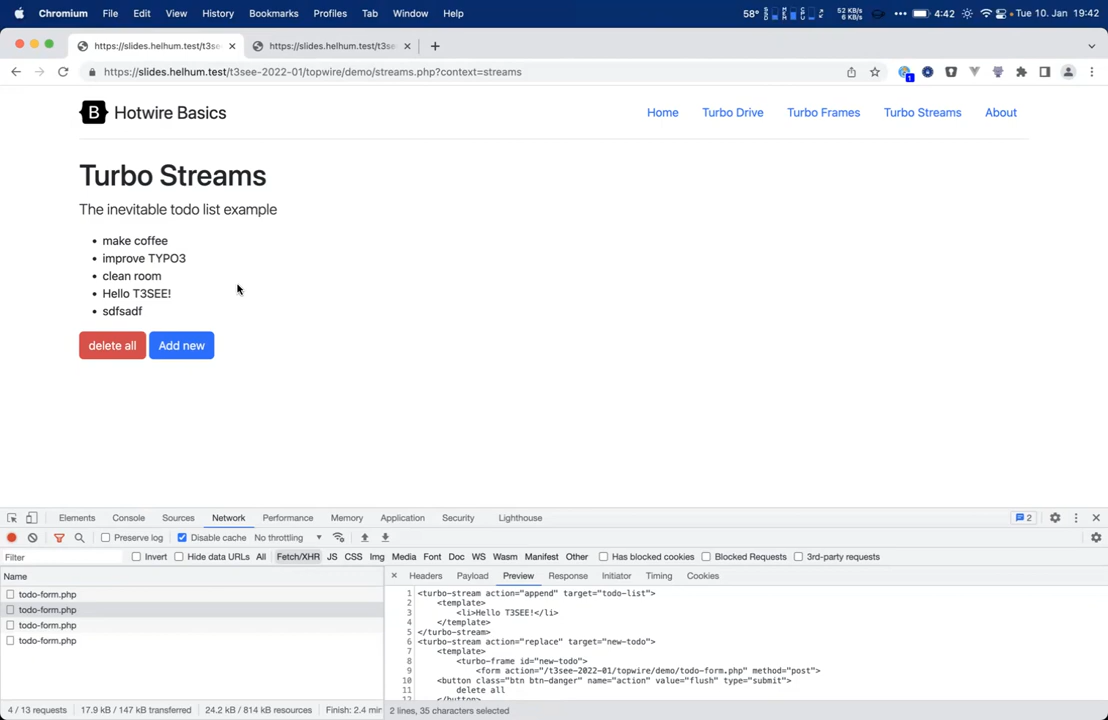 Chromium File Edit View History Bookmarks Profiles Tab Window Help 58° 52 KB/s 6 KB/s 4:42 Tue 10. Jan 19:42
https://slides.helhum.test/t3see https://slides.helhum.test/t3see
https://slides.helhum.test/t3see-2022-01/topwire/demo/streams.php?context=streams
B Hotwire Basics Home Turbo Drive Turbo Frames Turbo Streams About
Turbo Streams
The inevitable todo list example
• make coffee
• improve TYPO3
• clean room
• Hello T3SEE!
• sdfsadf
delete all Add new
Elements Console Sources Network Performance Memory Application Security Lighthouse 2
Preserve log Disable cache No throttling
Filter Invert Hide data URLs All Fetch/XHR JS CSS Img Media Font Doc WS Wasm Manifest Other Has blocked cookies Blocked Requests 3rd-party requests
Name Headers Payload Preview Response Initiator Timing Cookies
todo-form.php
todo-form.php
todo-form.php
todo-form.php
1 <turbo-stream action="append" target="todo-list">
2 <template>
3 <li>Hello T3SEE!</li>
4 </template>
5 </turbo-stream>
6 <turbo-stream action="replace" target="new-todo">
7 <template>
8 <turbo-frame id="new-todo">
9 <form action="/t3see-2022-01/topwire/demo/todo-form.php" method="post">
10 <button class="btn btn-danger" name="action" value="flush" type="submit">
11 delete all
12 </button>
4 / 13 requests 17.9 kB / 147 kB transferred 24.2 kB / 814 kB resources Finish: 2.4 min 2 lines, 35 characters selected